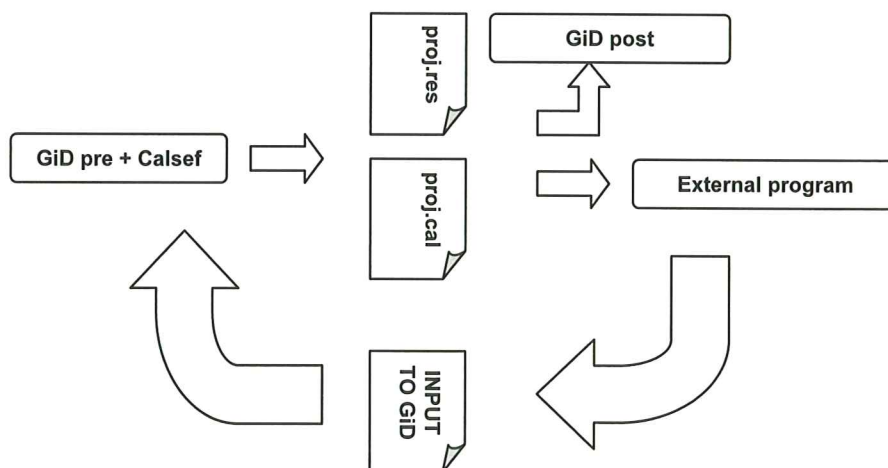 proj.res
GiD post
GiD pre + Calsef
proj.cal
External program
INPUT
TO GiD